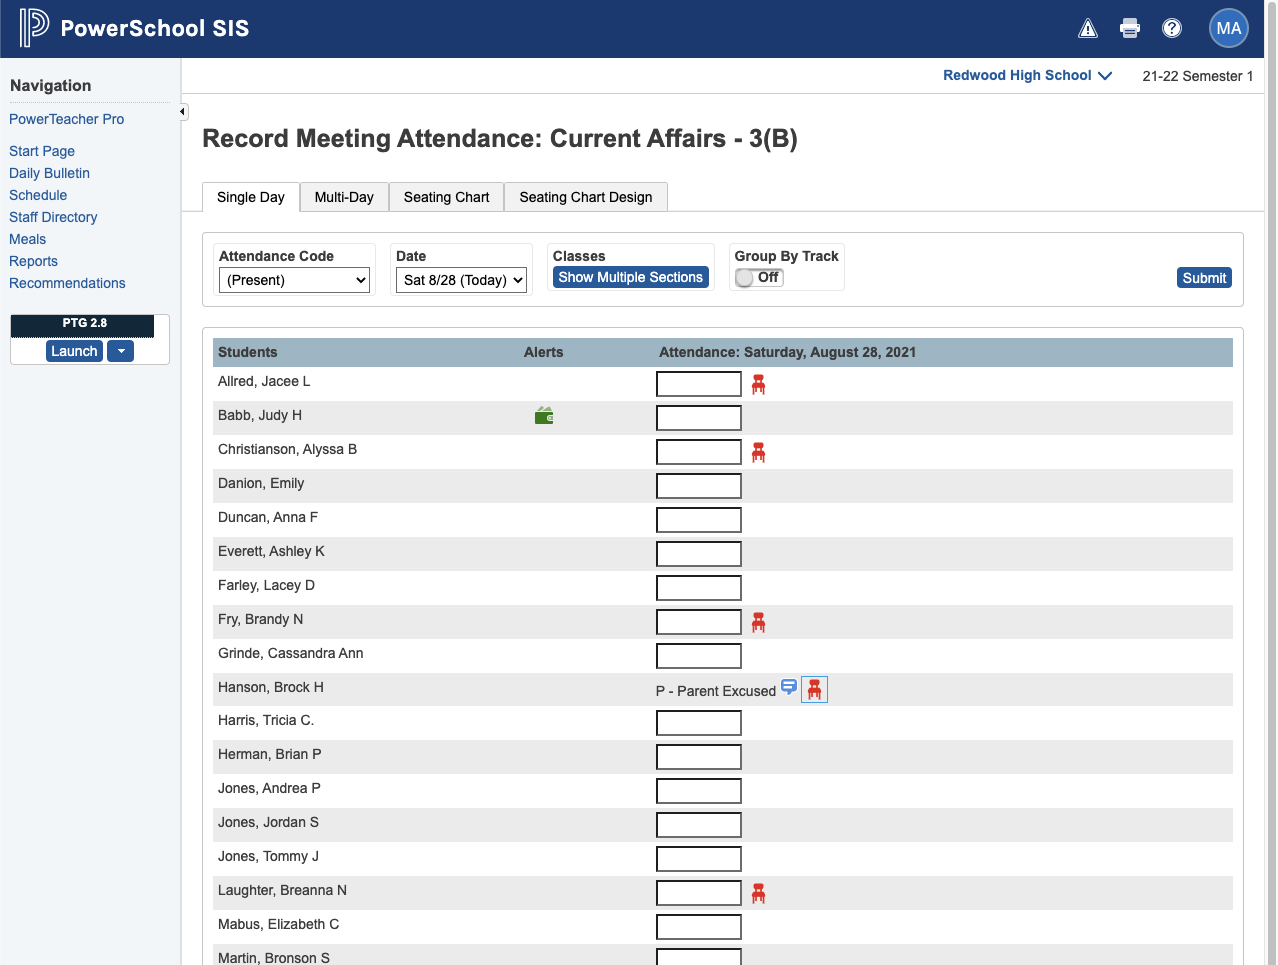 PowerSchool SIS
MA
Redwood High School
21-22 Semester 1
Navigation
PowerTeacher Pro
Start Page
Daily Bulletin
Schedule
Staff Directory
Meals
Reports
Recommendations
PTG 2.8
Launch
Record Meeting Attendance: Current Affairs - 3(B)
Single Day Multi-Day Seating Chart Seating Chart Design
Attendance Code Date Classes Group By Track
(Present) Sat 8/28 (Today) Show Multiple Sections Off Submit
Students Alerts Attendance: Saturday, August 28, 2021
Allred, Jacee L
Babb, Judy H
Christianson, Alyssa B
Danion, Emily
Duncan, Anna F
Everett, Ashley K
Farley, Lacey D
Fry, Brandy N
Grinde, Cassandra Ann
Hanson, Brock H P - Parent Excused
Harris, Tricia C.
Herman, Brian P
Jones, Andrea P
Jones, Jordan S
Jones, Tommy J
Laughter, Breanna N
Mabus, Elizabeth C
Martin, Bronson S